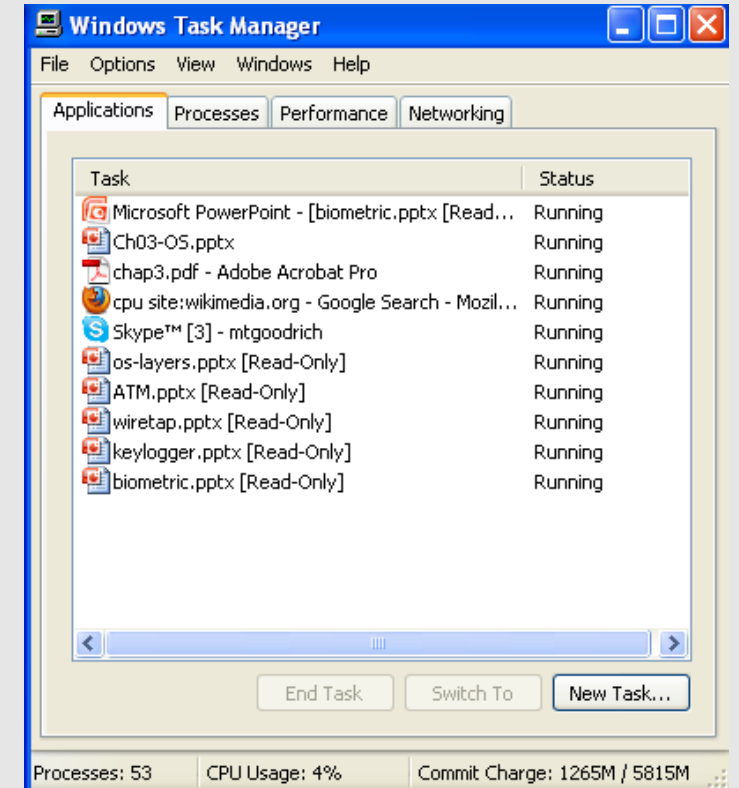 Windows Task Manager
File Options View Windows Help
Applications Processes Performance Networking
Task Status
Microsoft PowerPoint - [biometric.pptx [Read... Running
Ch03-OS.pptx Running
chap3.pdf - Adobe Acrobat Pro Running
cpu site:wikimedia.org - Google Search - Mozil... Running
Skype™ [3] - mtgoodrich Running
os-layers.pptx [Read-Only] Running
ATM.pptx [Read-Only] Running
wiretap.pptx [Read-Only] Running
keylogger.pptx [Read-Only] Running
biometric.pptx [Read-Only] Running
End Task Switch To New Task...
Processes: 53 CPU Usage: 4% Commit Charge: 1265M / 5815M